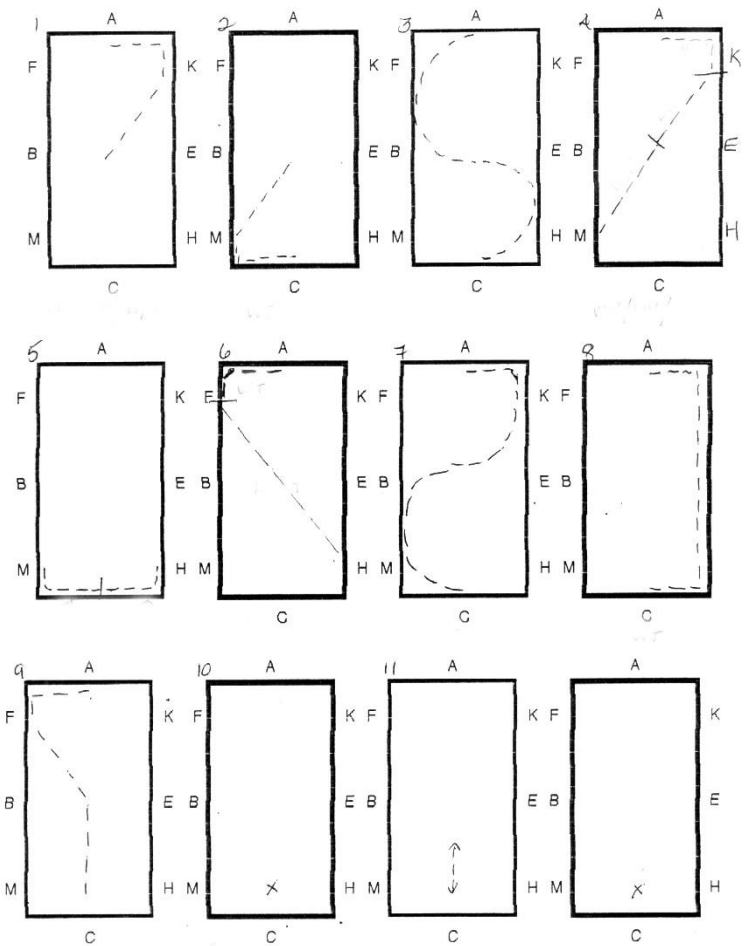 1 A 2 A 3 A 4 A
F K F K F K F K
B E B E B E B E
M H M H M H M H
C C C C
5 A 6 A 7 A 8 A
F K F K F K F
B E B E B E B
M H M H M H M
C C C
9 A 10 A 11 A A
F K F K F K F K
B E B E B E B E
M H M H M H M H
C C C C